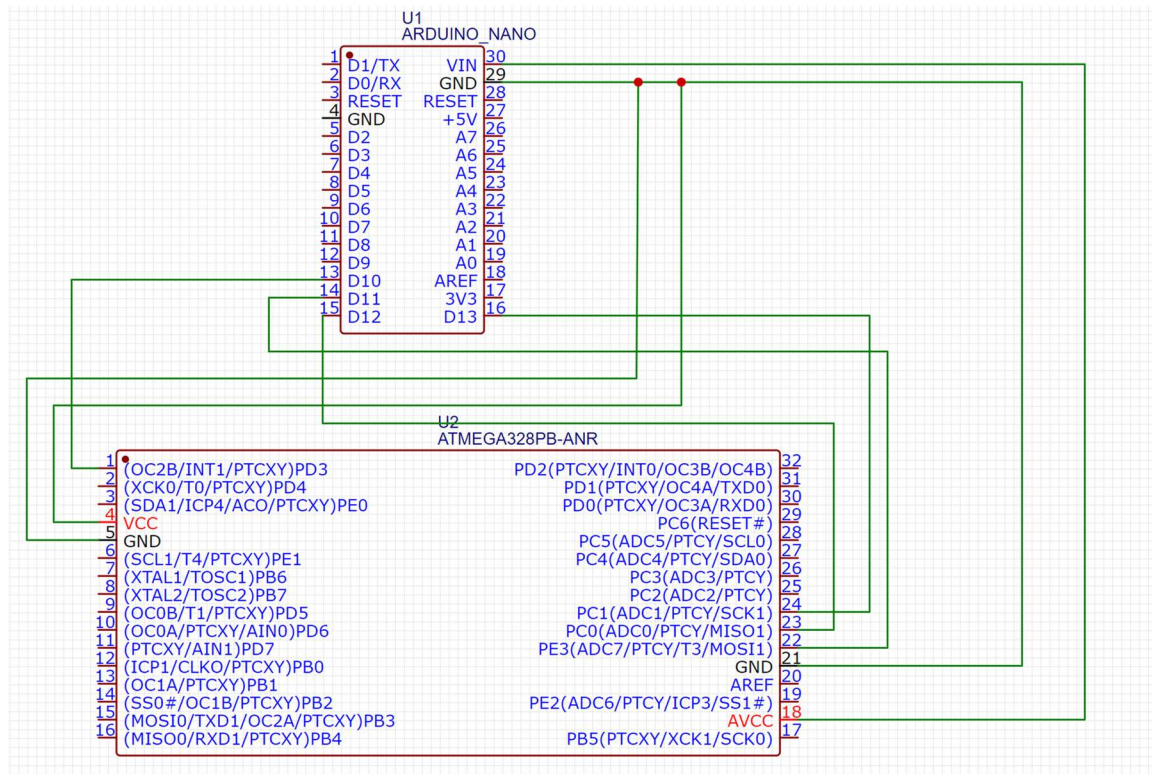 U1
ARDUINO_NANO
1 D1/TX VIN 30
2 D0/RX GND 29
3 RESET RESET 28
4 GND +5V 27
5 D2 A7 26
6 D3 A6 25
7 D4 A5 24
8 D5 A4 23
9 D6 A3 22
10 D7 A2 21
11 D8 A1 20
12 D9 A0 19
13 D10 AREF 18
14 D11 3V3 17
15 D12 D13 16
U2
ATMEGA328PB-ANR
1 (OC2B/INT1/PTCXY)PD3 PD2(PTCXY/INT0/OC3B/OC4B) 32
2 (XCK0/T0/PTCXY)PD4 PD1(PTCXY/OC4A/TXD0) 31
3 (SDA1/ICP4/ACO/PTCXY)PE0 PD0(PTCXY/OC3A/RXD0) 30
4 VCC PC6(RESET#) 29
5 GND PC5(ADC5/PTCY/SCL0) 28
6 (SCL1/T4/PTCXY)PE1 PC4(ADC4/PTCY/SDA0) 27
7 (XTAL1/TOSC1)PB6 PC3(ADC3/PTCY) 26
8 (XTAL2/TOSC2)PB7 PC2(ADC2/PTCY) 25
9 (OC0B/T1/PTCXY)PD5 PC1(ADC1/PTCY/SCK1) 24
10 (OC0A/PTCXY/AIN0)PD6 PC0(ADC0/PTCY/MISO1) 23
11 (PTCXY/AIN1)PD7 PE3(ADC7/PTCY/T3/MOSI1) 22
12 (ICP1/CLKO/PTCXY)PB0 GND 21
13 (OC1A/PTCXY)PB1 AREF 20
14 (SS0#/OC1B/PTCXY)PB2 PE2(ADC6/PTCY/ICP3/SS1#) 19
15 (MOSI0/TXD1/OC2A/PTCXY)PB3 AVCC 18
16 (MISO0/RXD1/PTCXY)PB4 PB5(PTCXY/XCK1/SCK0) 17